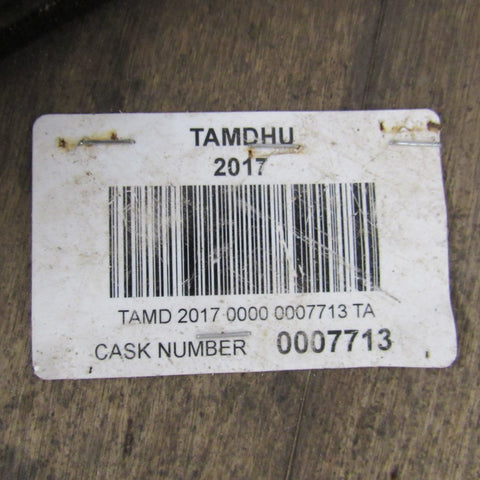 TAMDHU
2017
TAMD 2017 0000 0007713 TA
CASK NUMBER 0007713